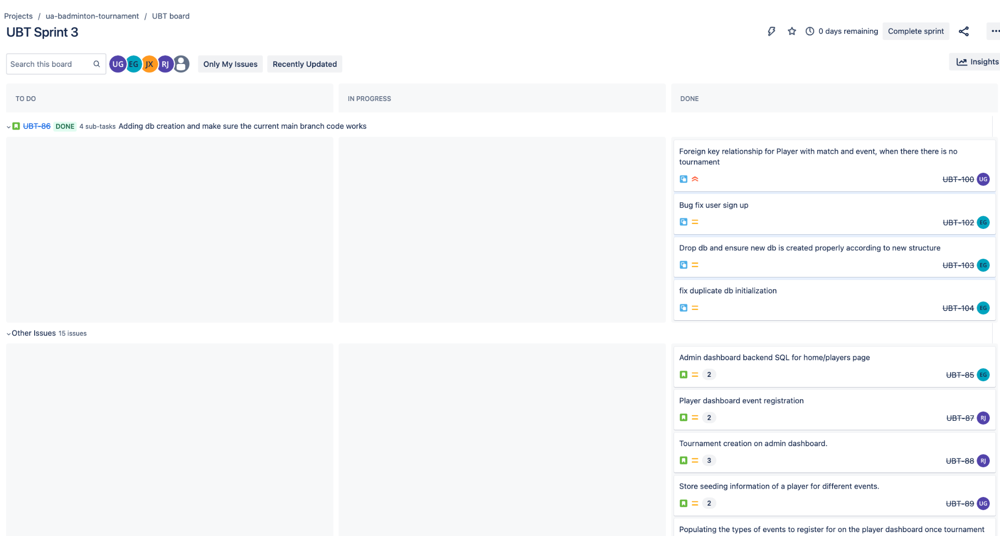 Projects / ua-badminton-tournament / UBT board
UBT Sprint 3
0 days remaining
Complete sprint
Search this board
UG
EG
JX
RJ
Only My Issues
Recently Updated
Insights
TO DO
IN PROGRESS
DONE
UBT-86 DONE 4 sub-tasks Adding db creation and make sure the current main branch code works
Foreign key relationship for Player with match and event, when there there is no
tournament
UBT-100 UG
Bug fix user sign up
UBT-102 EG
Drop db and ensure new db is created properly according to new structure
UBT-103 EG
fix duplicate db initialization
UBT-104 EG
Other Issues 15 issues
Admin dashboard backend SQL for home/players page
2 UBT-85 EG
Player dashboard event registration
2 UBT-87 RJ
Tournament creation on admin dashboard.
3 UBT-88 RJ
Store seeding information of a player for different events.
2 UBT-89 UG
Populating the types of events to register for on the player dashboard once tournament